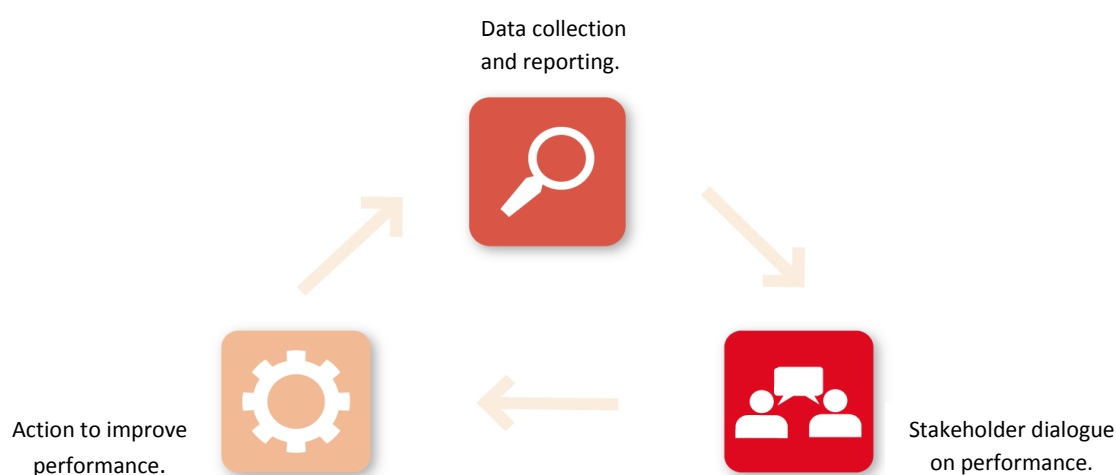 Data collection
and reporting.
Action to improve
performance.
Stakeholder dialogue
on performance.